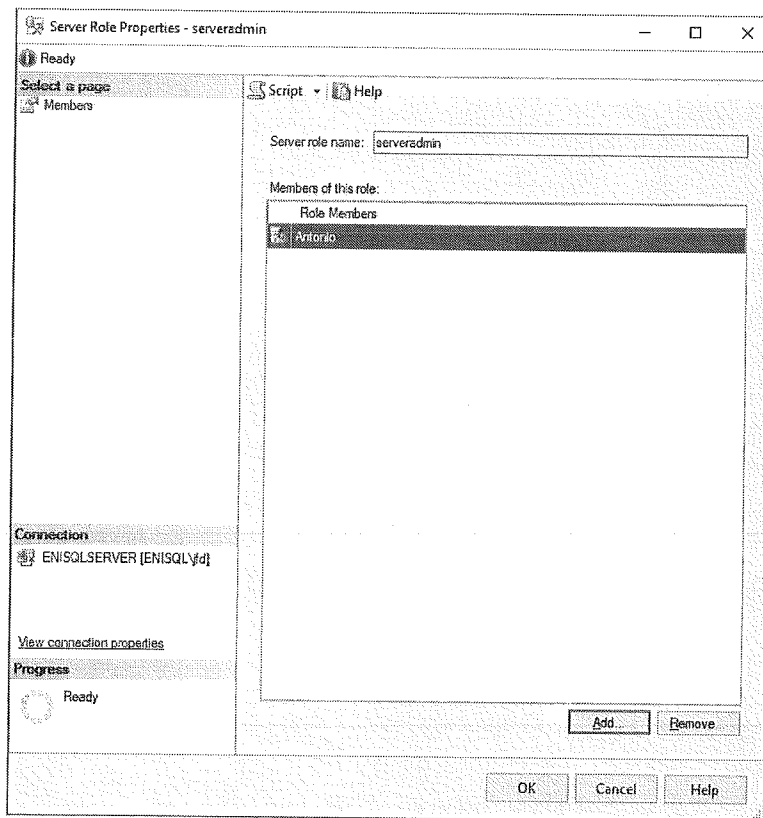 Server Role Properties - serveradmin
Ready
Select a page
Members
Script Help
Server role name: serveradmin
Members of this role:
Role Members
Antonio
Connection
ENISQLSERVER [ENISQL\jfd]
View connection properties
Progress
Ready
Add... Remove
OK Cancel Help